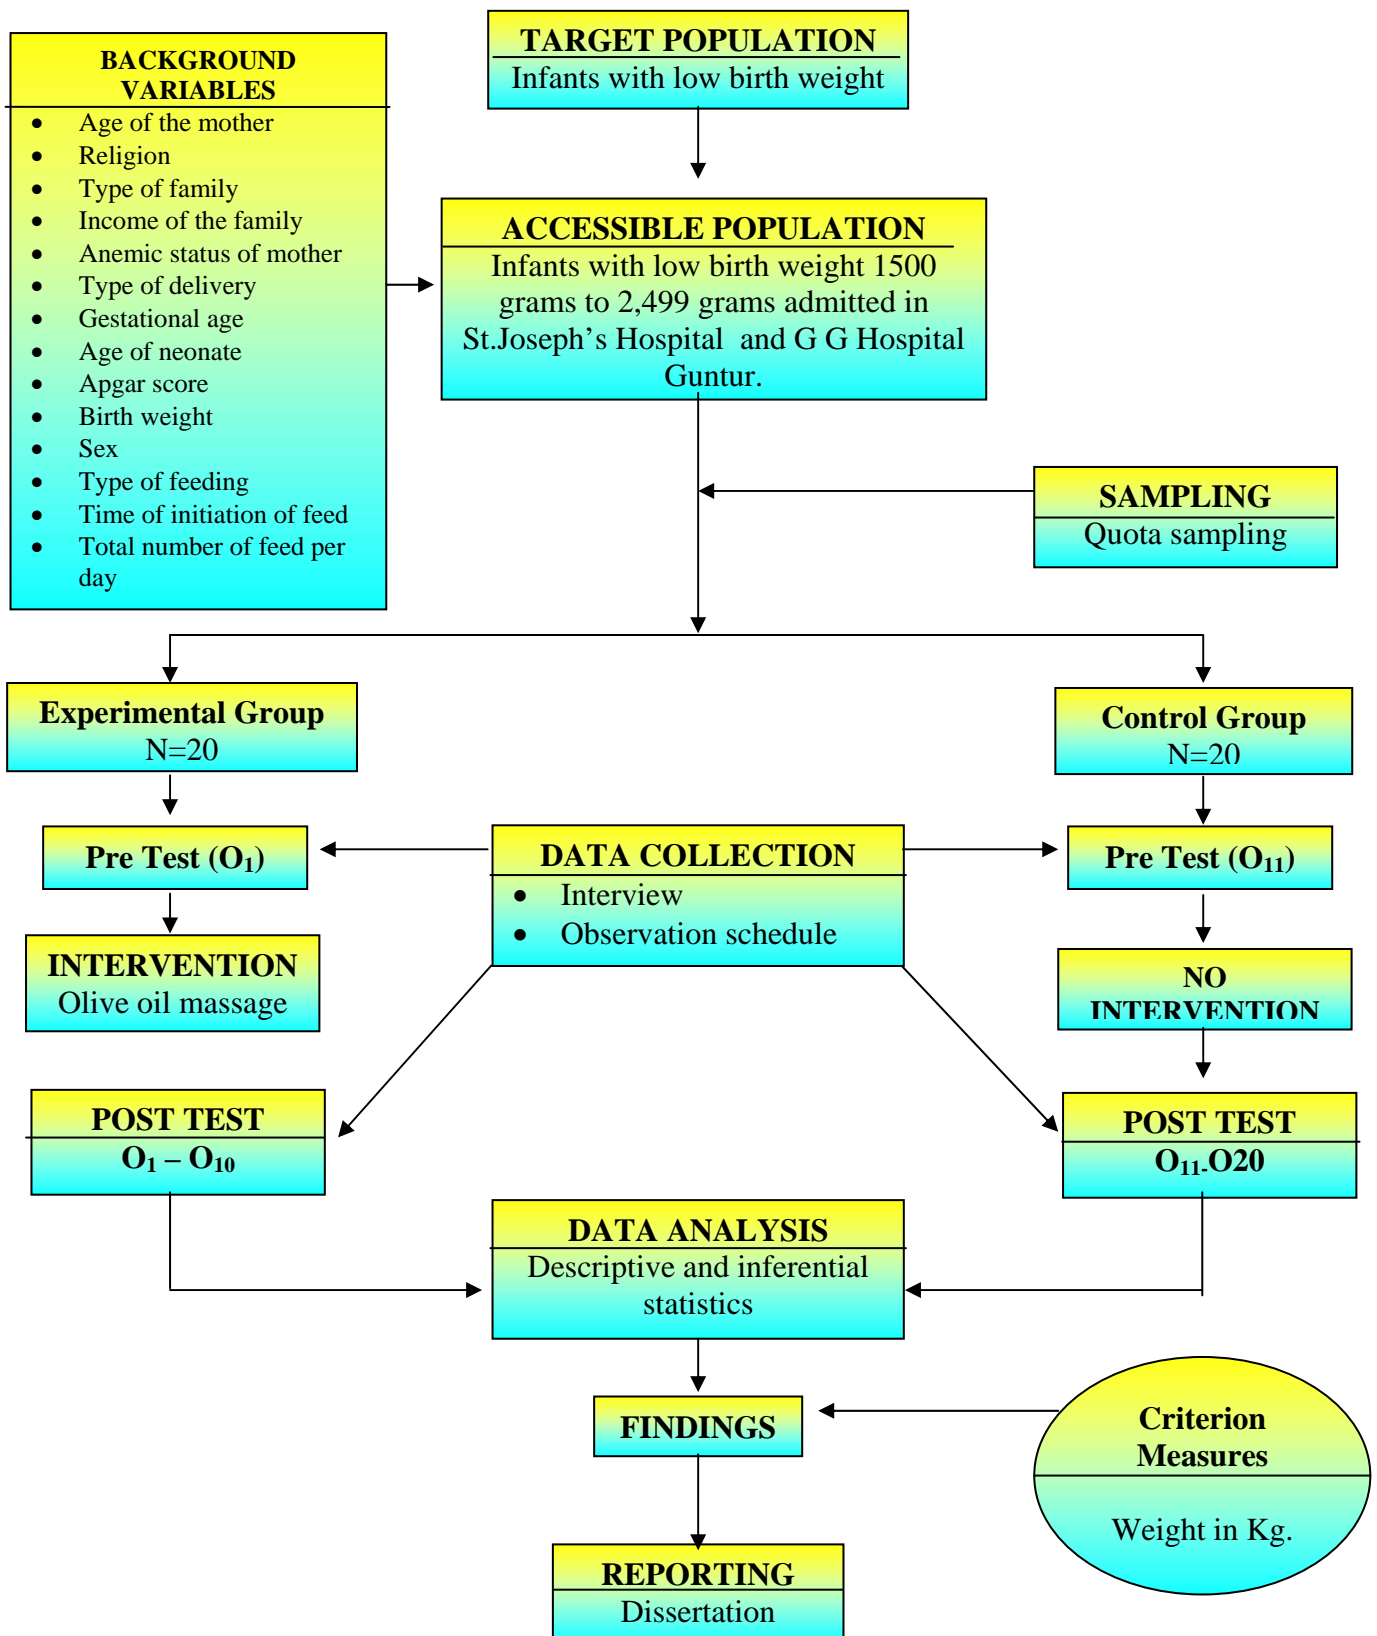 BACKGROUND
VARIABLES
• Age of the mother
• Religion
• Type of family
• Income of the family
• Anemic status of mother
• Type of delivery
• Gestational age
• Age of neonate
• Apgar score
• Birth weight
• Sex
• Type of feeding
• Time of initiation of feed
• Total number of feed per
day
TARGET POPULATION
Infants with low birth weight
ACCESSIBLE POPULATION
Infants with low birth weight 1500
grams to 2,499 grams admitted in
St.Joseph’s Hospital and G G Hospital
Guntur.
SAMPLING
Quota sampling
Experimental Group
N=20
Control Group
N=20
Pre Test (O1)
DATA COLLECTION
• Interview
• Observation schedule
Pre Test (O11)
INTERVENTION
Olive oil massage
NO
INTERVENTION
POST TEST
O1 – O10
POST TEST
O11-O20
DATA ANALYSIS
Descriptive and inferential
statistics
FINDINGS
Criterion
Measures
Weight in Kg.
REPORTING
Dissertation